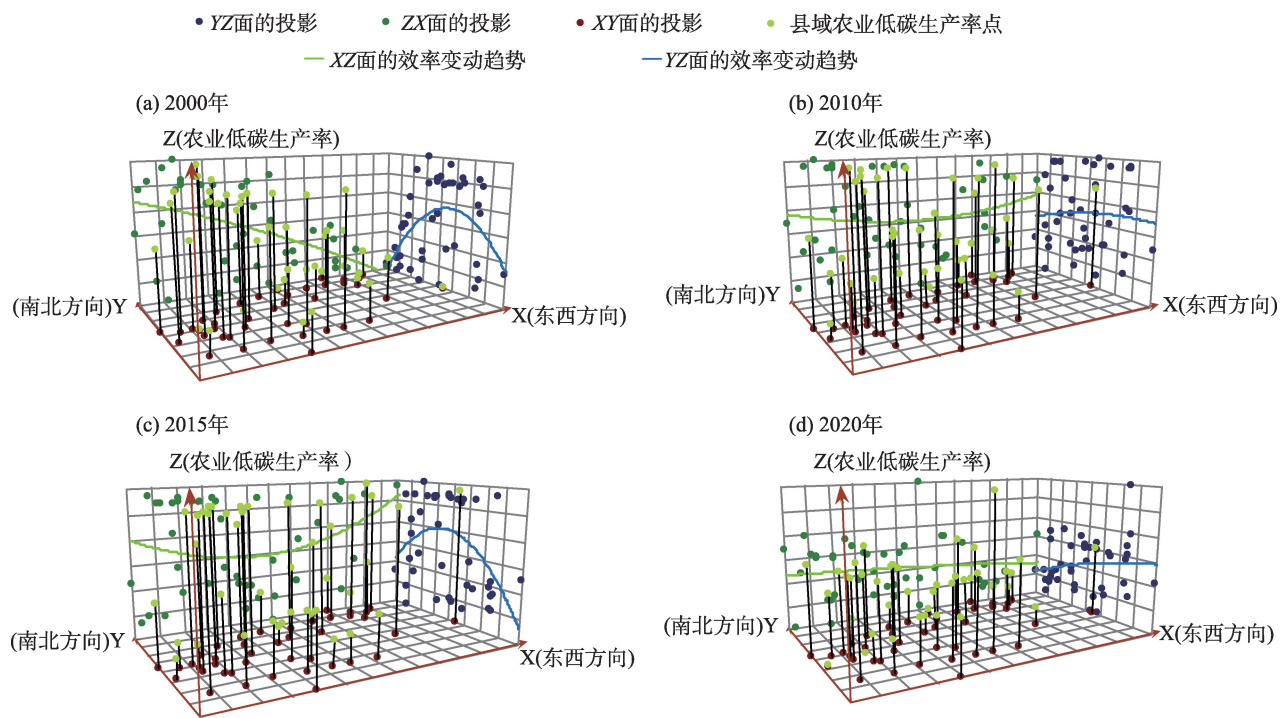 YZ面的投影 ZX面的投影 XY面的投影 县域农业低碳生产率点
XZ面的效率变动趋势 YZ面的效率变动趋势
(a) 2000年
Z(农业低碳生产率)
(南北方向)Y
X(东西方向)
(b) 2010年
Z(农业低碳生产率)
(南北方向)Y
X(东西方向)
(c) 2015年
Z(农业低碳生产率)
(南北方向)Y
X(东西方向)
(d) 2020年
Z(农业低碳生产率)
(南北方向)Y
X(东西方向)